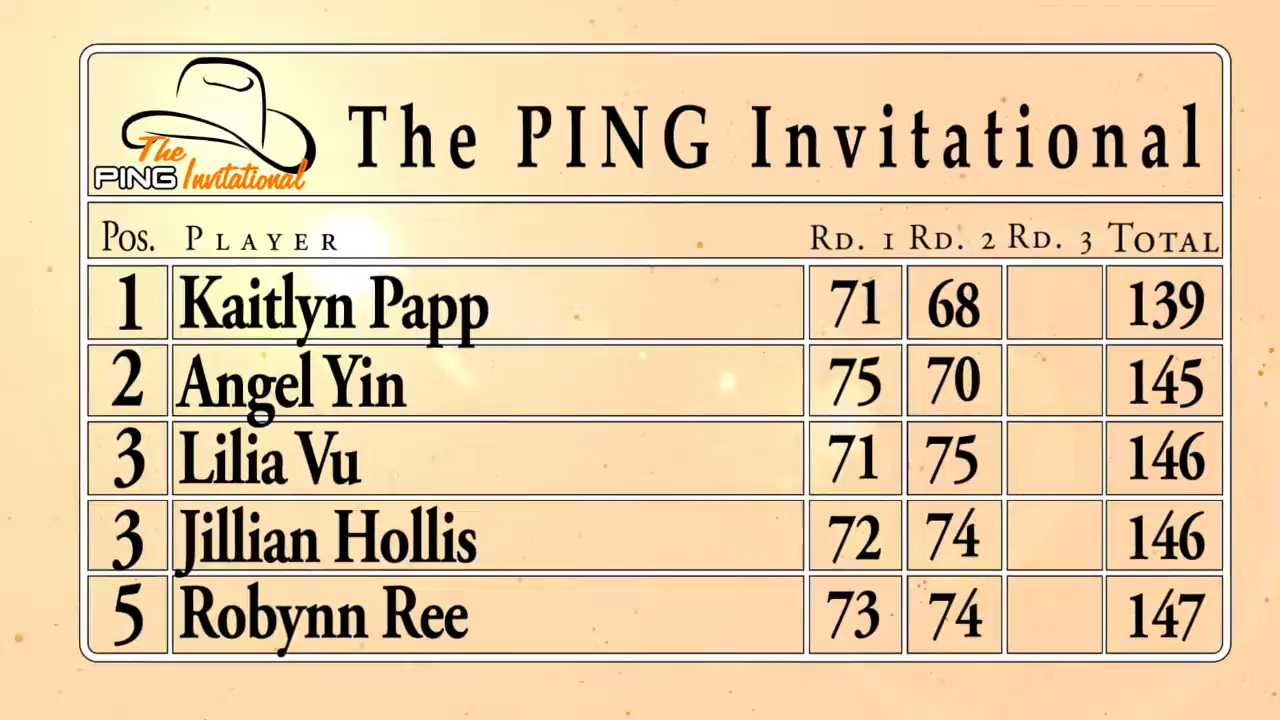 The
PING Invitational
The PING Invitational
Pos. Player Rd. 1 Rd. 2 Rd. 3 Total
1 Kaitlyn Papp 71 68 139
2 Angel Yin 75 70 145
3 Lilia Vu 71 75 146
3 Jillian Hollis 72 74 146
5 Robynn Ree 73 74 147